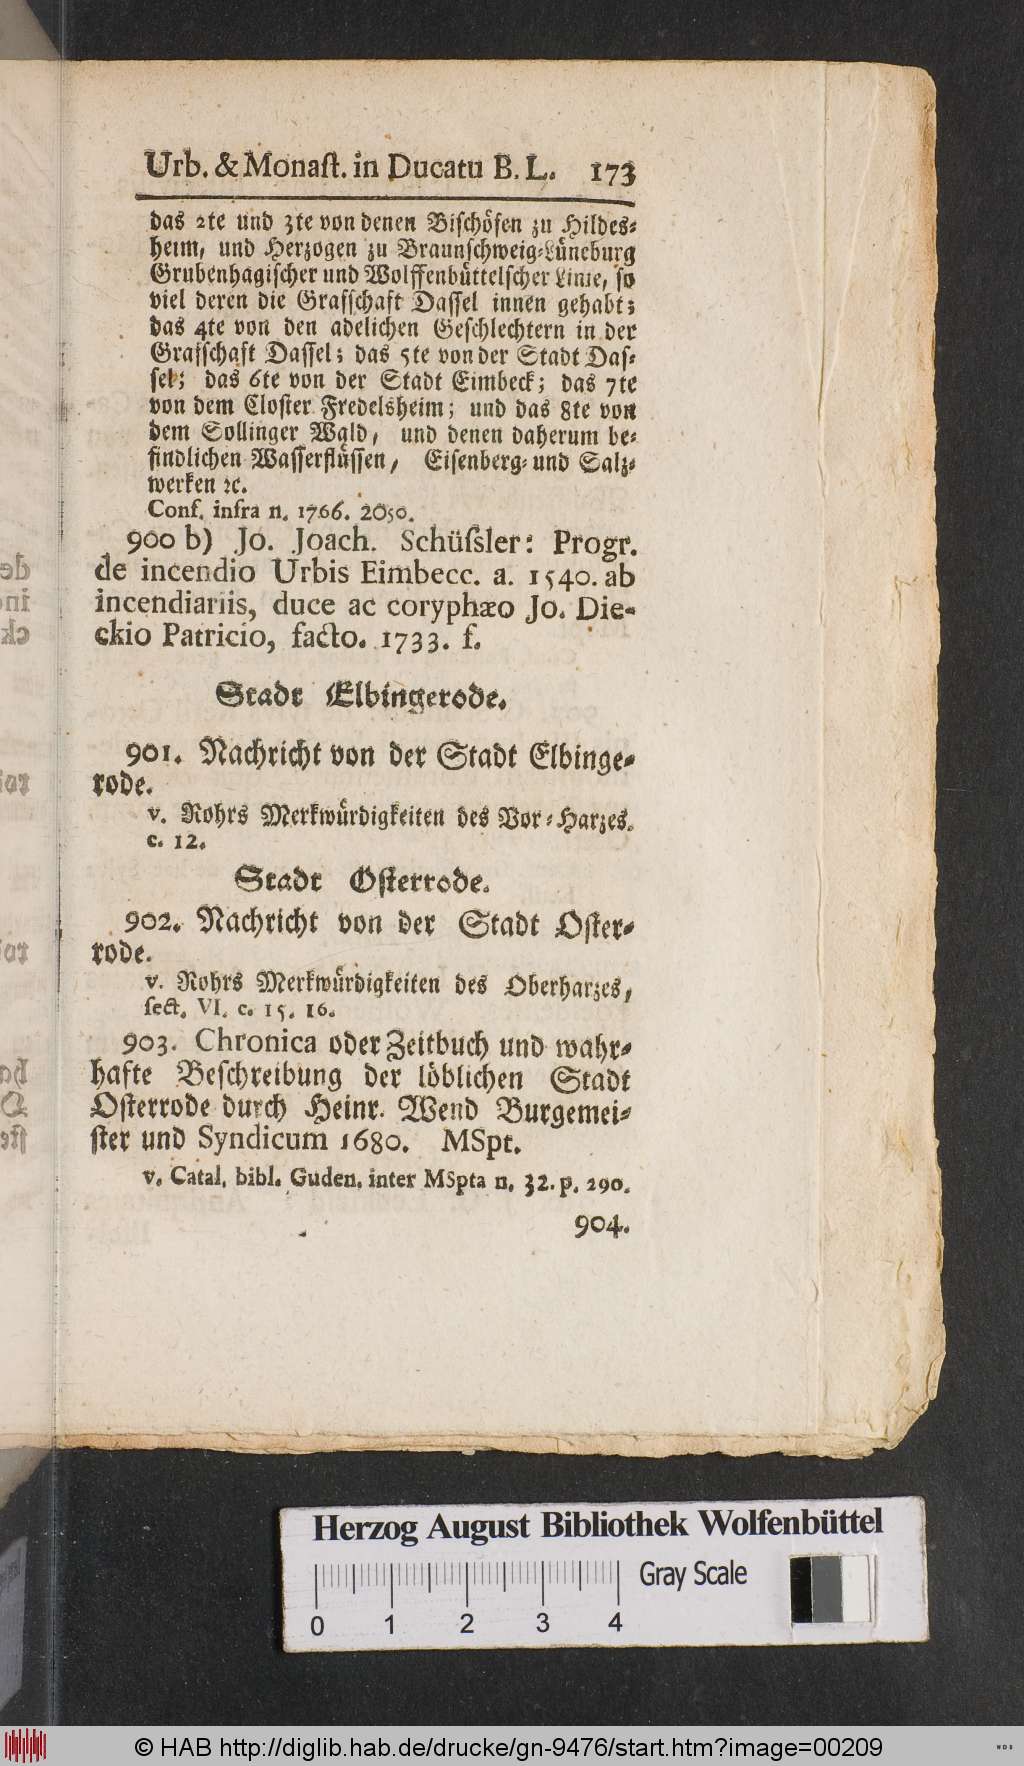 Urb. & Monast. in Ducatu B. L. 173
das 2te und 3te von denen Bischöfen zu Hildes-
heim, und Herzogen zu Braunschweig-Lüneburg
Grubenhagischer und Wolffenbüttelscher Linie, so
viel deren die Grafschaft Dassel innen gehabt;
das 4te von den adelichen Geschlechtern in der
Grafschaft Dassel; das 5te von der Stadt Das-
sel; das 6te von der Stadt Eimbeck; das 7te
von dem Closter Fredelsheim; und das 8te von
dem Sollinger Wald, und denen daherum be-
findlichen Wasserflüssen, Eisenberg- und Salz-
werken ꝛc.
Conf. infra n. 1766. 2050.
900 b) Jo. Joach. Schüssler: Progr.
de incendio Urbis Eimbecc. a. 1540. ab
incendiariis, duce ac coryphæo Jo. Die-
ckio Patricio, facto. 1733. f.
Stadt Elbingerode.
901. Nachricht von der Stadt Elbinge-
rode.
v. Rohrs Merkwürdigkeiten des Vor-Harzes.
c. 12.
Stadt Osterrode.
902. Nachricht von der Stadt Oster-
rode.
v. Rohrs Merkwürdigkeiten des Oberharzes,
sect. VI. c. 15. 16.
903. Chronica oder Zeitbuch und wahr-
hafte Beschreibung der löblichen Stadt
Osterrode durch Heinr. Wend Burgemei-
ster und Syndicum 1680. MSpt.
v. Catal. bibl. Guden. inter MSpta n. 32. p. 290.
904.
Herzog August Bibliothek Wolfenbüttel
Gray Scale
0 1 2 3 4
© HAB http://diglib.hab.de/drucke/gn-9476/start.htm?image=00209